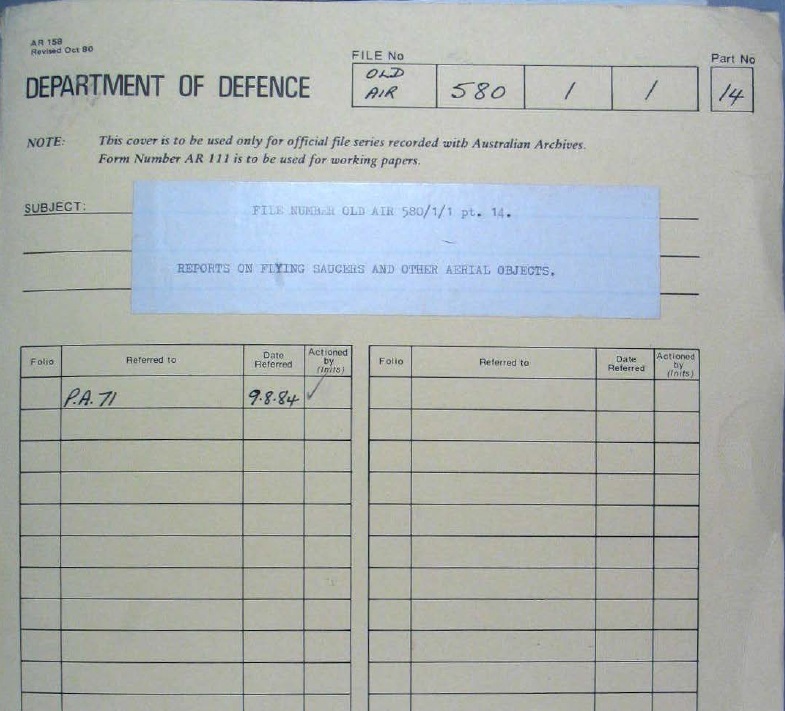 AR 158
Revised Oct 80
DEPARTMENT OF DEFENCE
FILE No
OLD AIR 580 / /
Part No
14
NOTE: This cover is to be used only for official file series recorded with Australian Archives.
Form Number AR 111 is to be used for working papers.
SUBJECT:
FILE NUMBER OLD AIR 580/1/1 pt. 14.
REPORTS ON FLYING SAUCERS AND OTHER AERIAL OBJECTS.
Folio Referred to Date Referred Actioned by (Inits) Folio Referred to Date Referred Actioned by (Inits)
P.A. 71 9.8.84 ✓